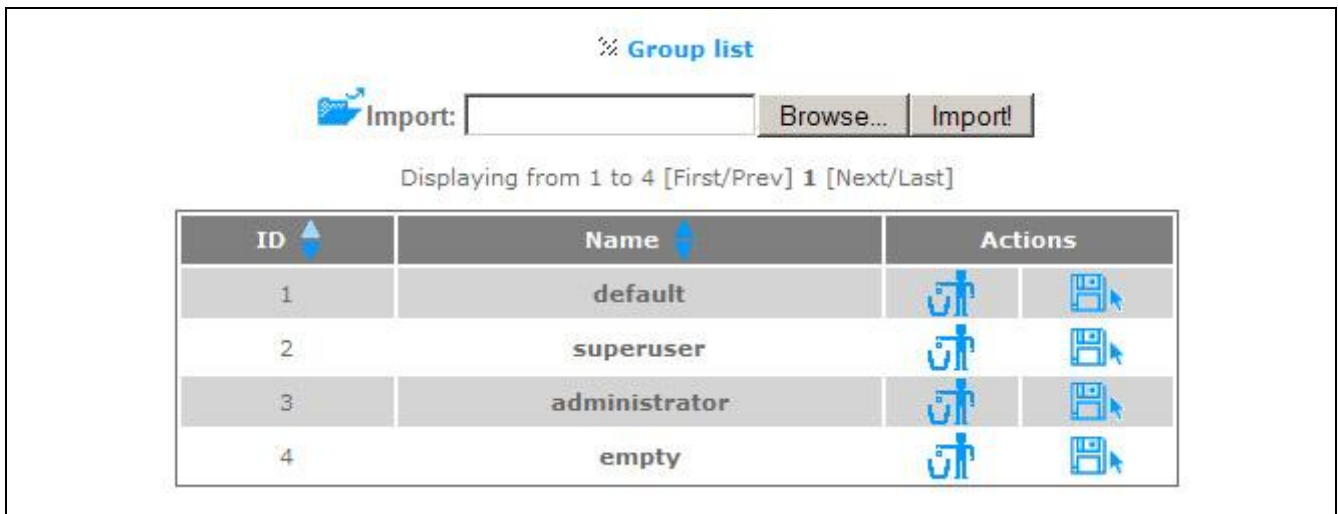 Group list
Import: Browse... Import!
Displaying from 1 to 4 [First/Prev] 1 [Next/Last]
ID Name Actions
1 default
2 superuser
3 administrator
4 empty